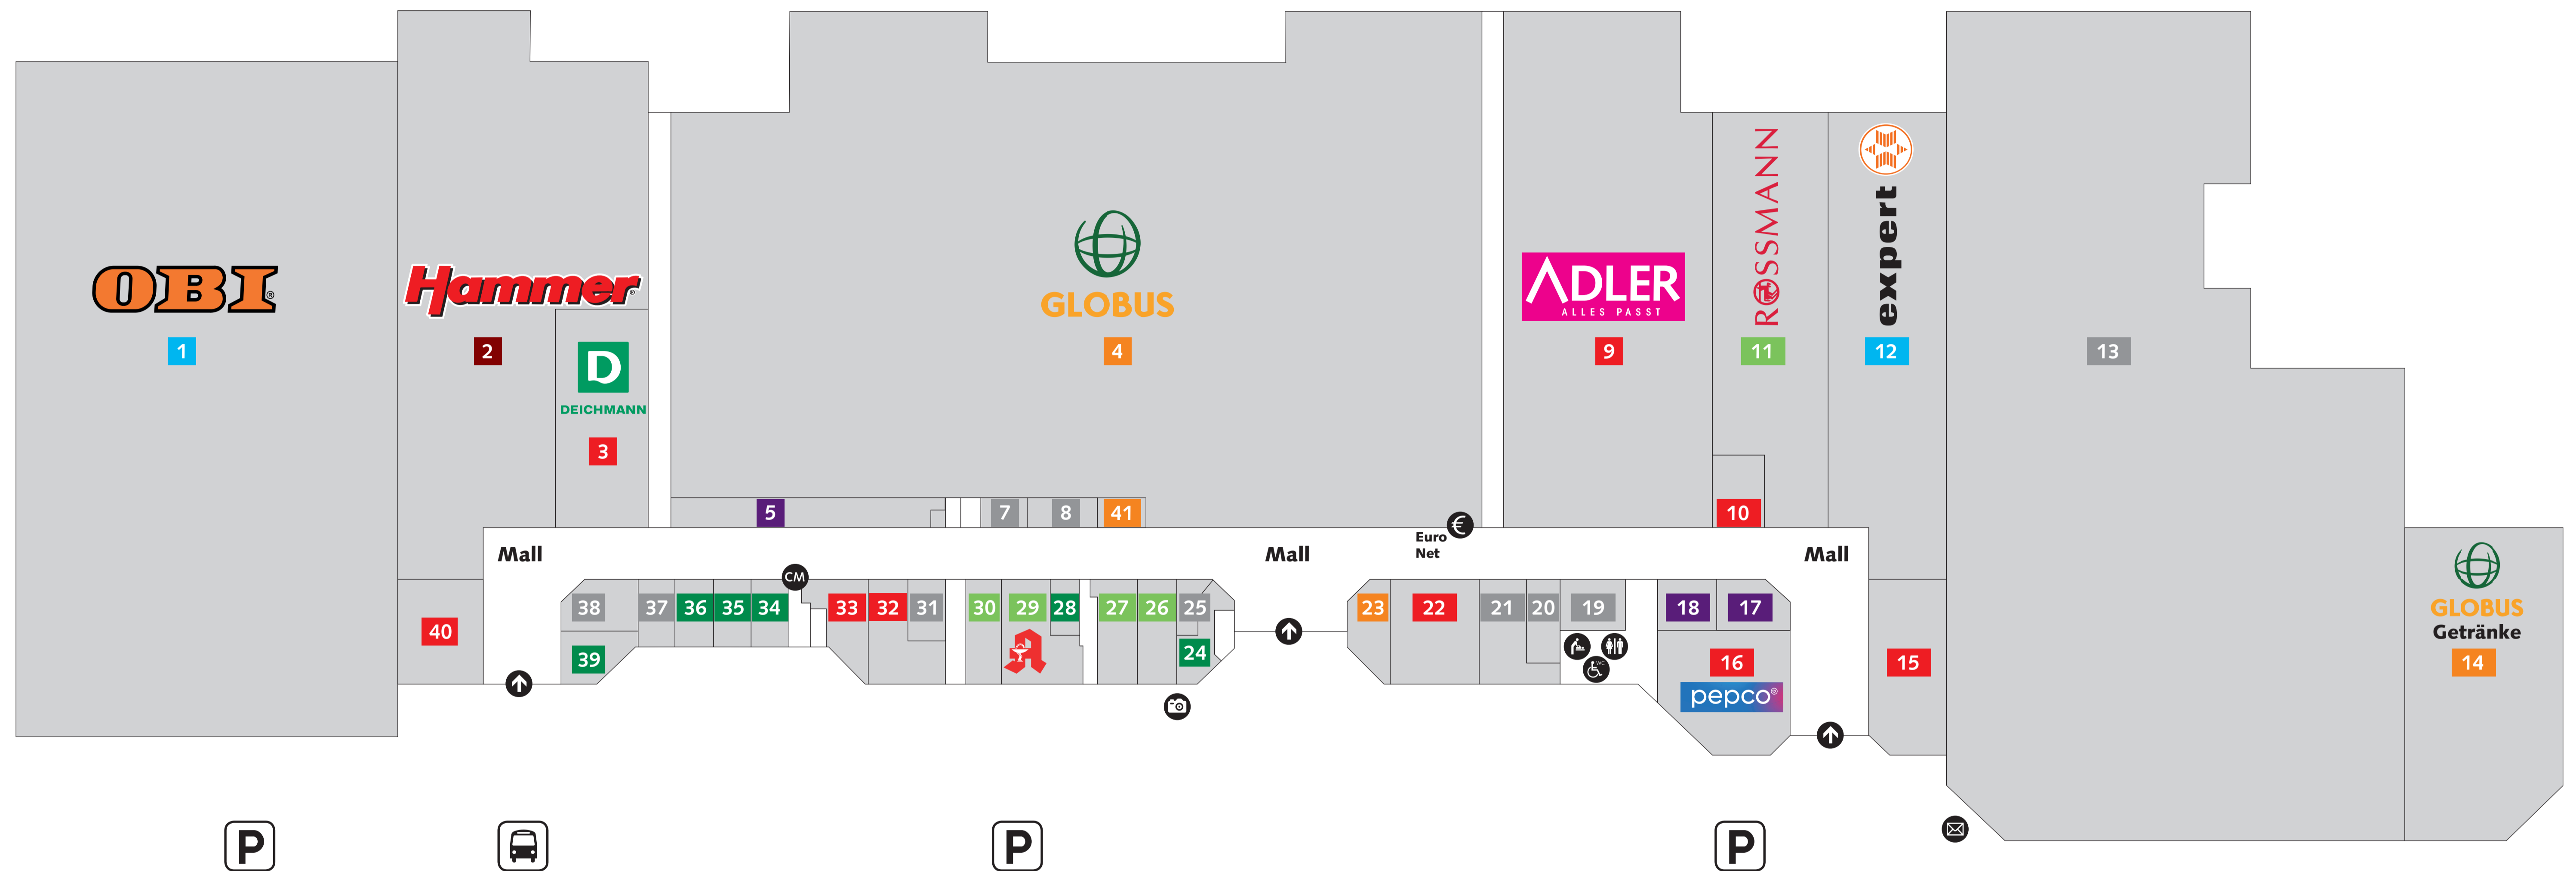 OBI®
1
Hammer®
2
D
DEICHMANN
3
GLOBUS
4
ADLER
ALLES PASST
9
ROSSMANN
11
expert
12
13
5
7
8
41
10
€
Euro
Net
Mall
Mall
Mall
CM
40
38
39
37
36
35
34
33
32
31
30
29
28
27
26
25
24
23
22
21
20
19
WC
18
17
16
pepco®
15
GLOBUS
Getränke
14
P
P
P